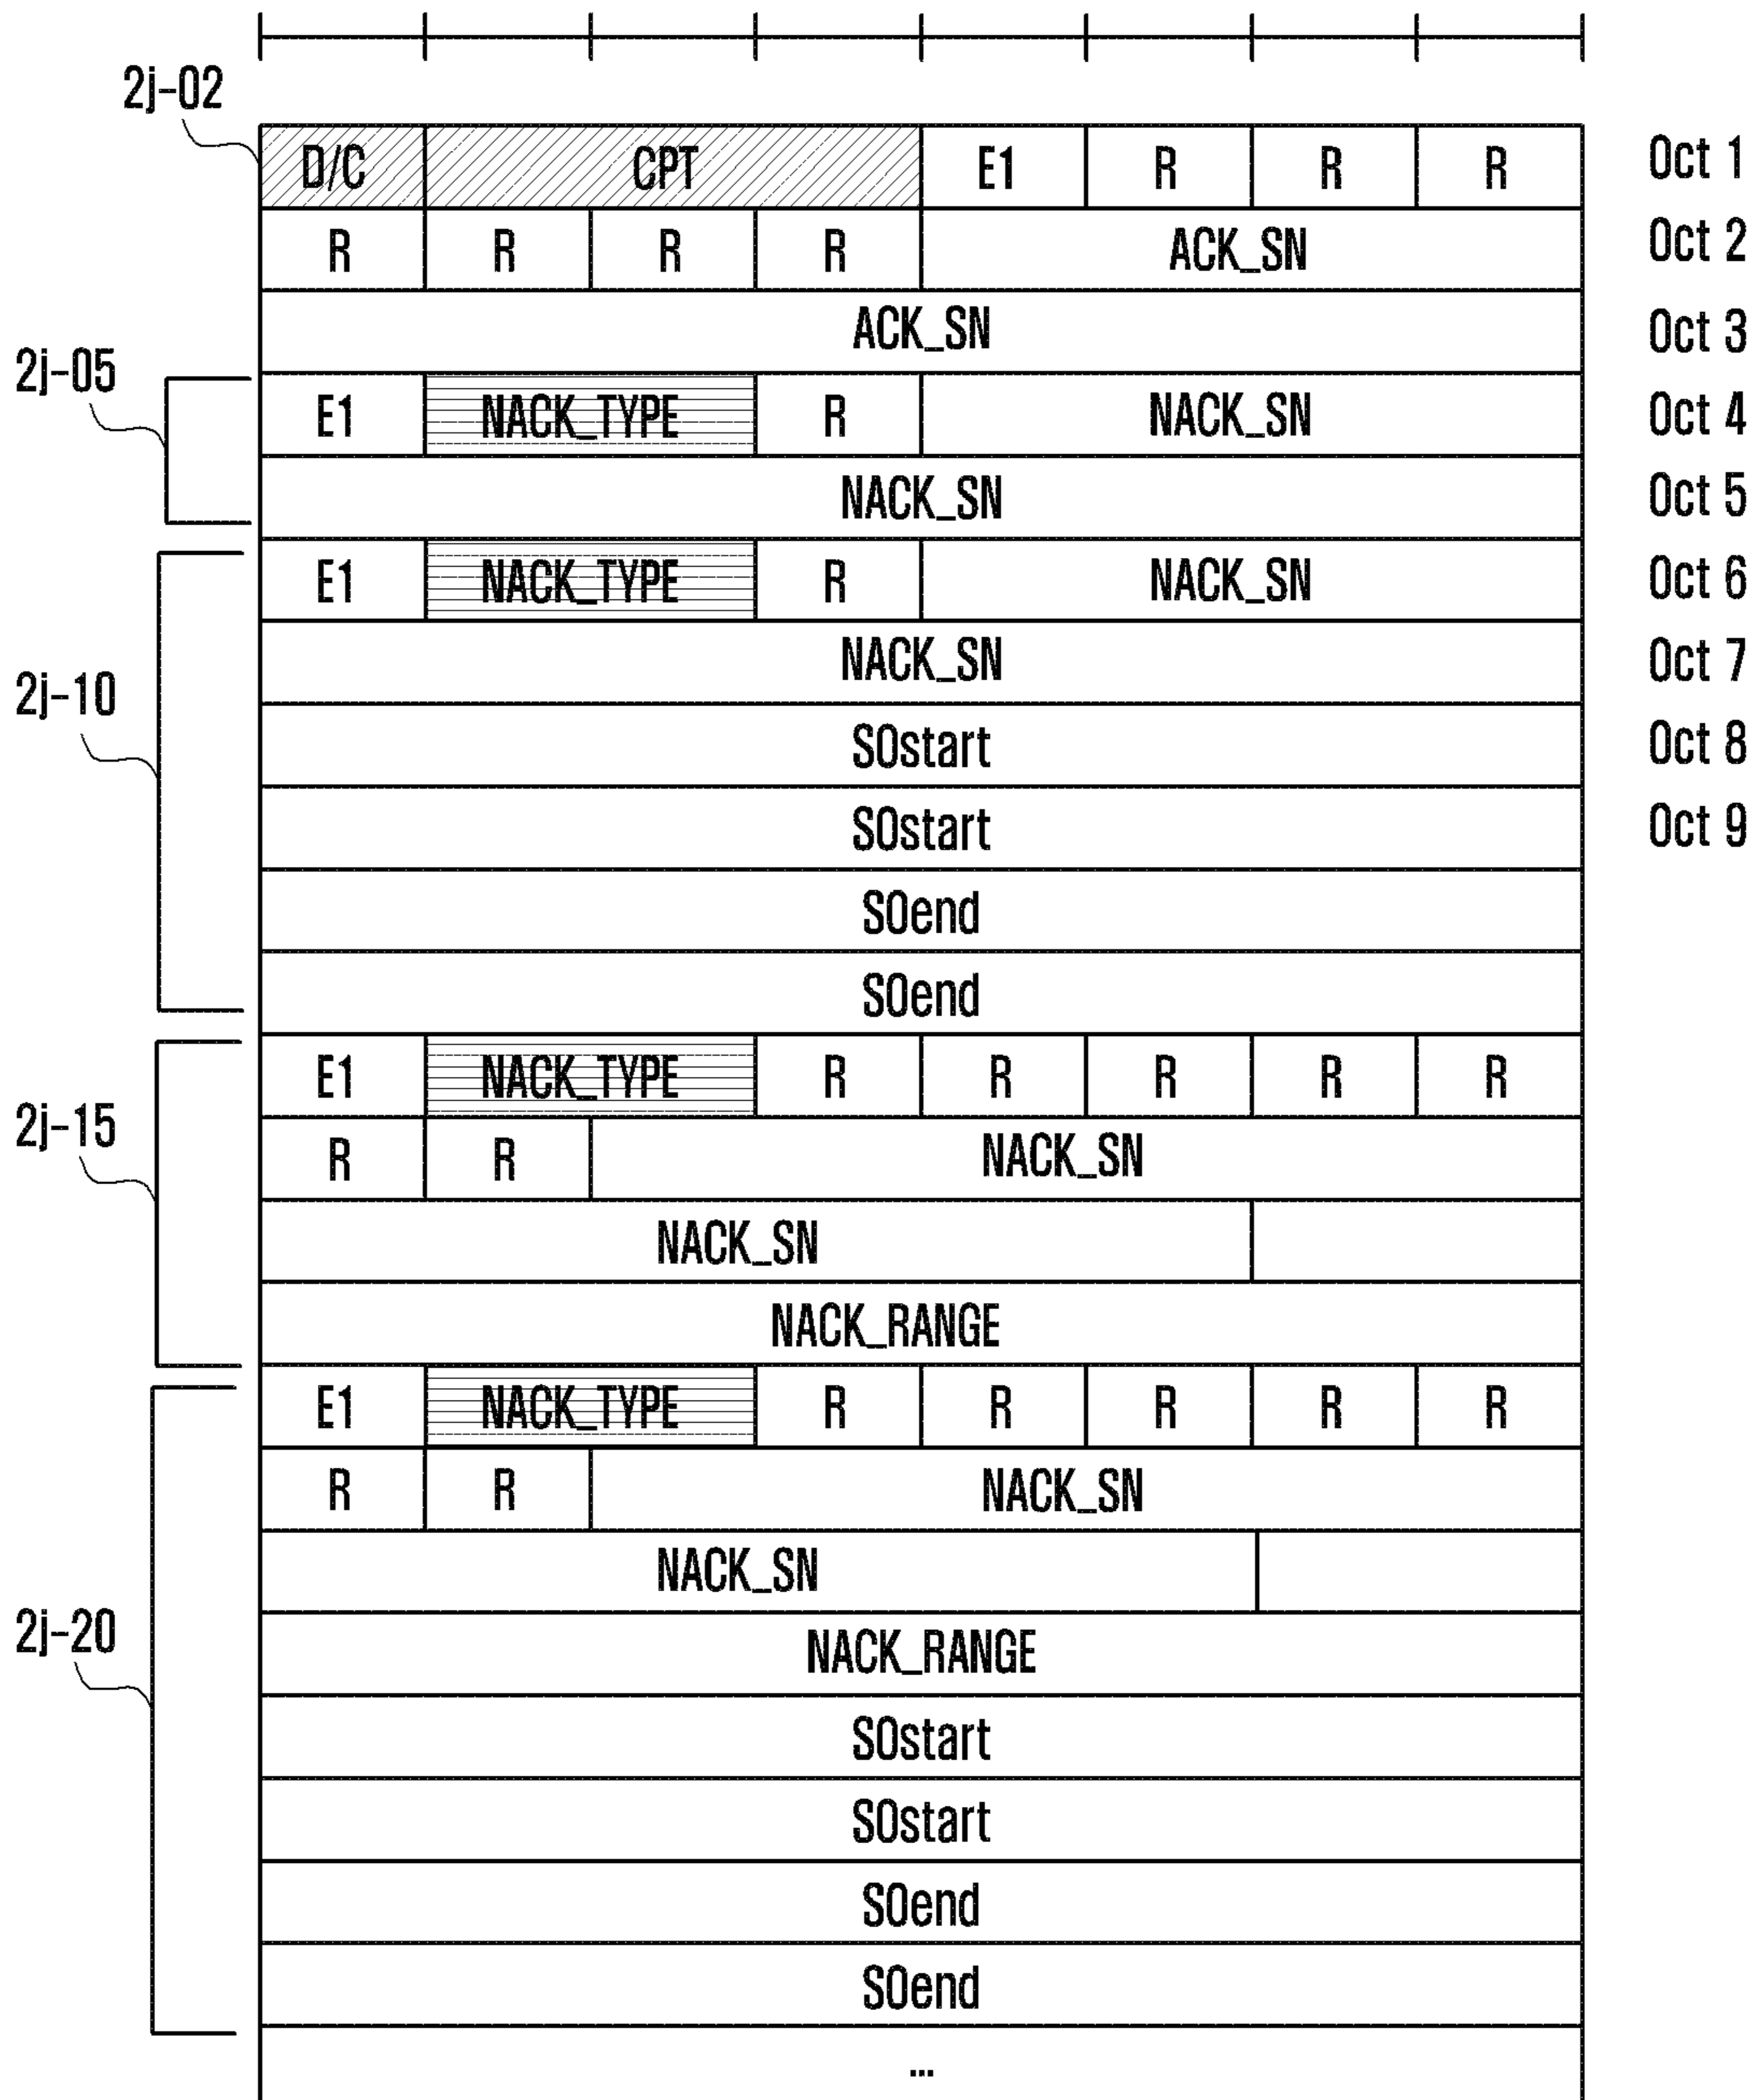 2j-02
D/C CPT E1 R R R Oct 1
R R R R ACK_SN Oct 2
ACK_SN Oct 3
2j-05
E1 NACK_TYPE R NACK_SN Oct 4
NACK_SN Oct 5
E1 NACK_TYPE R NACK_SN Oct 6
NACK_SN Oct 7
2j-10
SOstart Oct 8
SOstart Oct 9
SOend
SOend
E1 NACK_TYPE R R R R R
2j-15
R R NACK_SN
NACK_SN
NACK_RANGE
E1 NACK_TYPE R R R R R
R R NACK_SN
NACK_SN
2j-20
NACK_RANGE
SOstart
SOstart
SOend
SOend
...